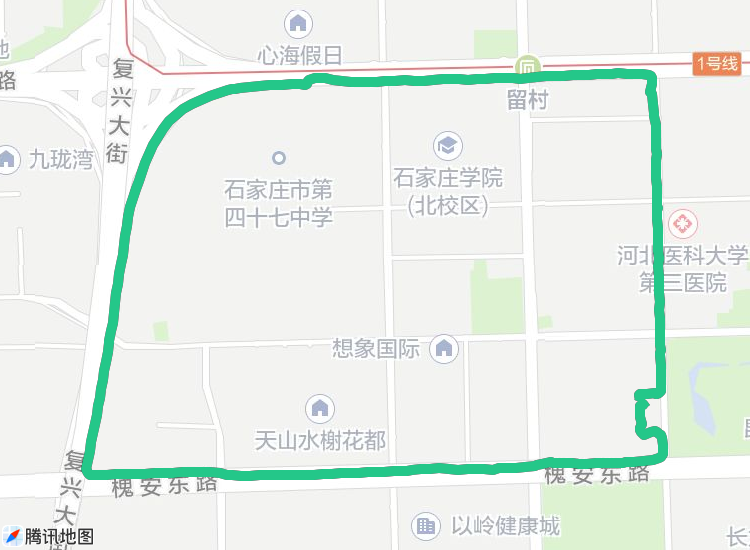 心海假日
池
路
复
兴
大
街
1号线
留村
九珑湾
石家庄市第
四十七中学
石家庄学院
(北校区)
河北医科大学
第三医院
想象国际
天山水榭花都
槐安东路
槐安东路
复
兴
大
街
以岭健康城
长
腾讯地图